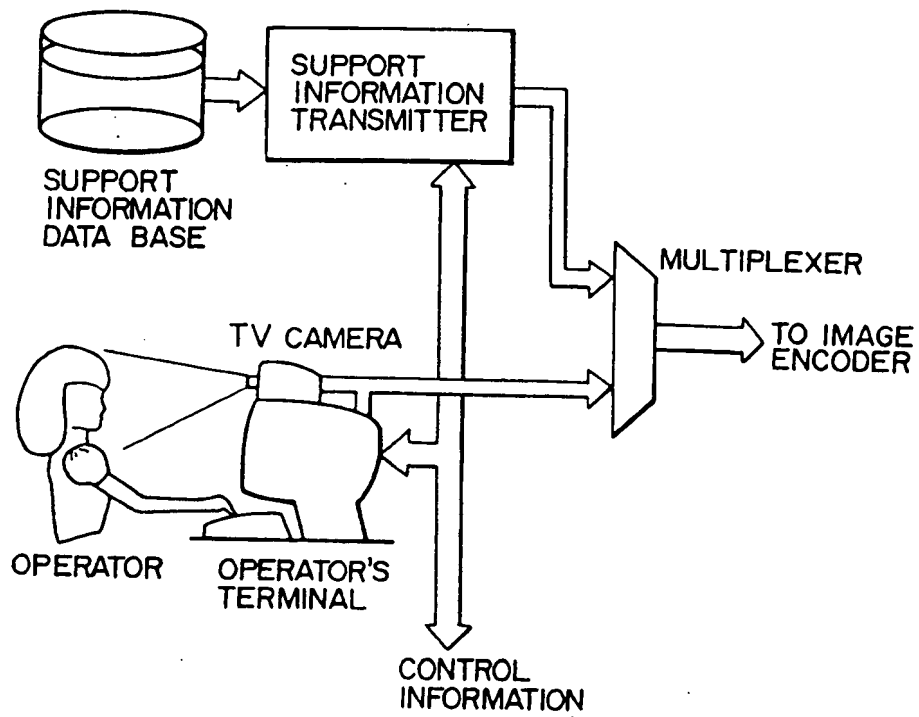 SUPPORT
INFORMATION
TRANSMITTER
SUPPORT
INFORMATION
DATA BASE
MULTIPLEXER
TV CAMERA
TO IMAGE
ENCODER
OPERATOR
OPERATOR'S
TERMINAL
CONTROL
INFORMATION